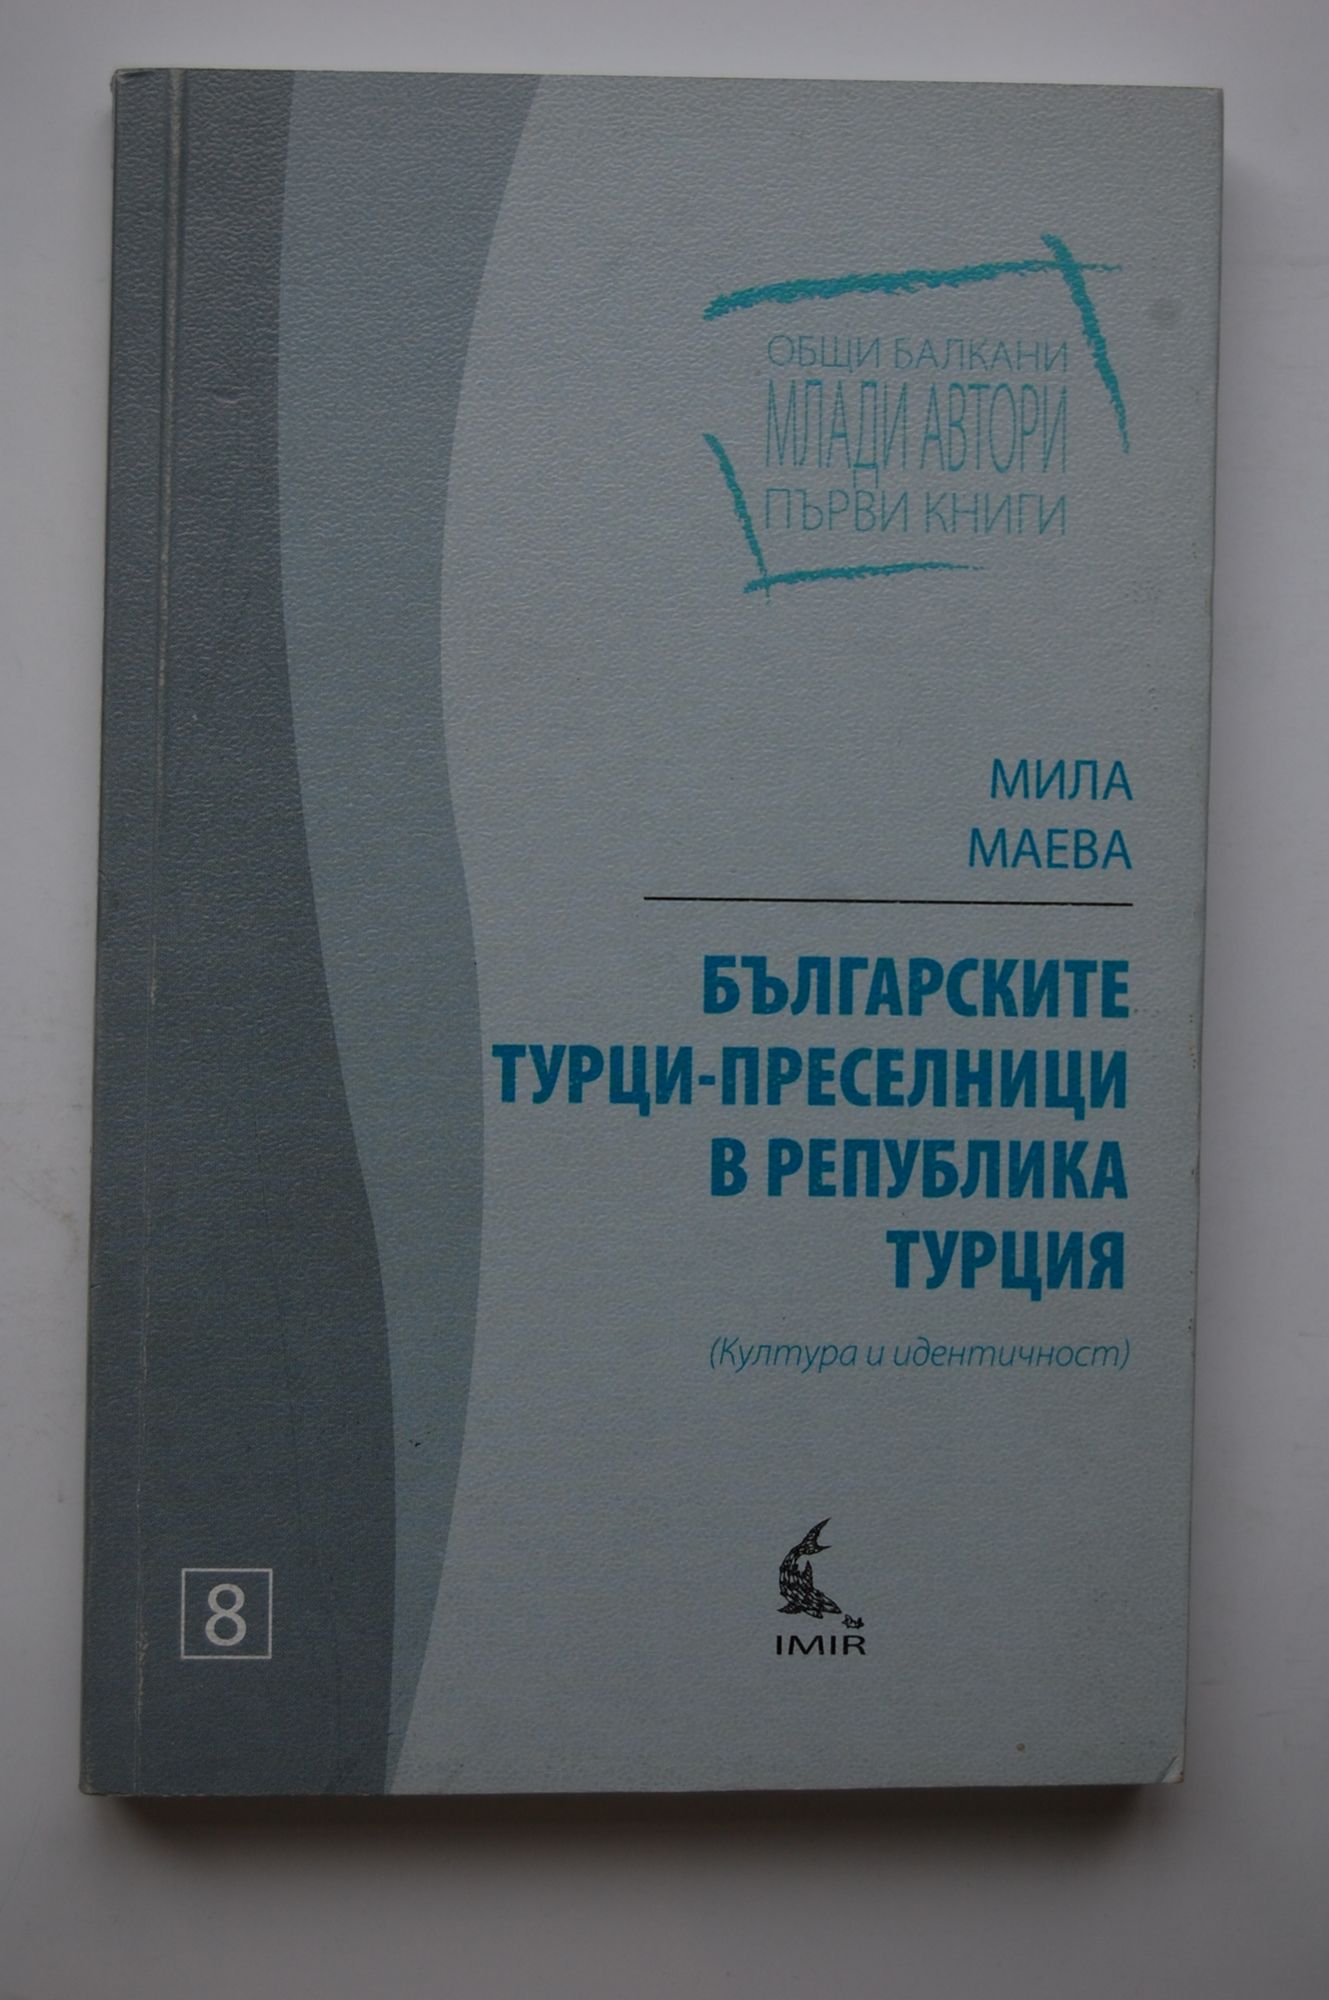 ОБЩИ БАЛКАНИ
МЛАДИ АВТОРИ
ПЪРВИ КНИГИ
МИЛА
МАЕВА
БЪЛГАРСКИТЕ
ТУРЦИ-ПРЕСЕЛНИЦИ
В РЕПУБЛИКА
ТУРЦИЯ
(Култура и идентичност)
8
IMIR